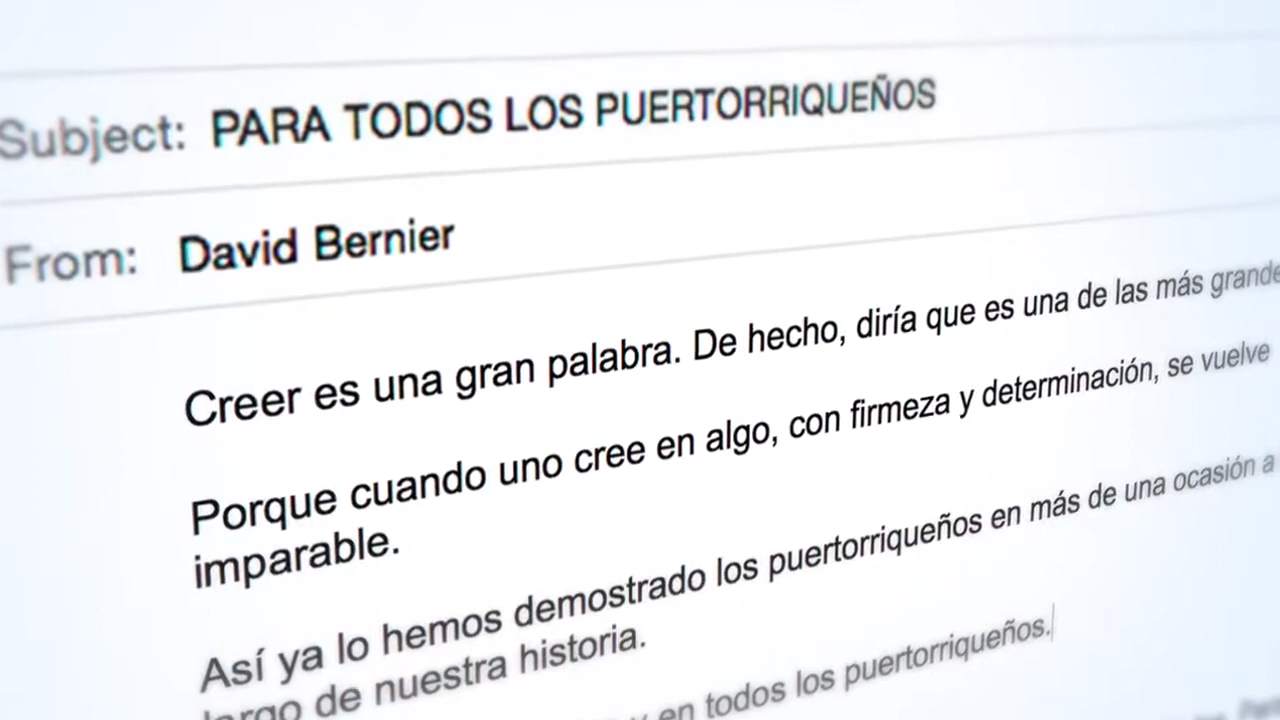 Subject: PARA TODOS LOS PUERTORRIQUEÑOS
From: David Bernier
Creer es una gran palabra. De hecho, diría que es una de las más grande
Porque cuando uno cree en algo, con firmeza y determinación, se vuelve
imparable.
Así ya lo hemos demostrado los puertorriqueños en más de una ocasión a
largo de nuestra historia.
y en todos los puertorriqueños.